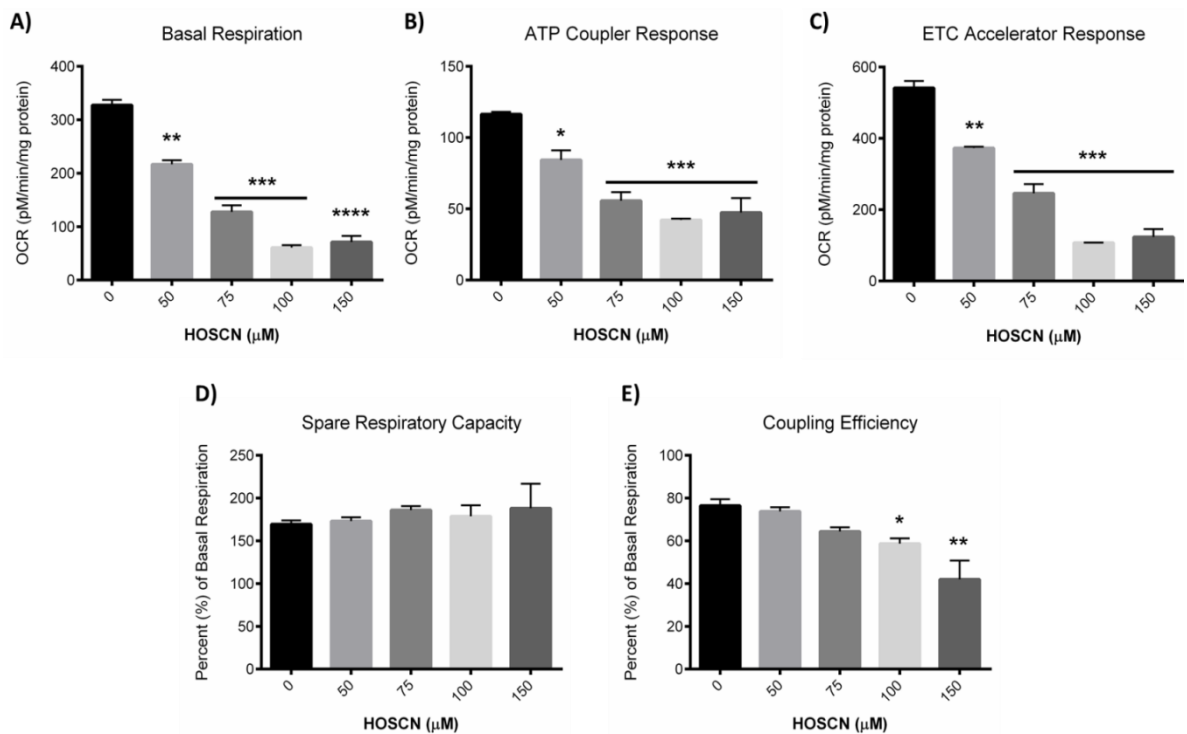 A)
Basal Respiration
OCR (pM/min/mg protein)
400
300
200
100
0
**
***
****
0
50
75
100
150
HOSCN (μM)
B)
ATP Coupler Response
OCR (pM/min/mg protein)
150
100
50
0
*
***
0
50
75
100
150
HOSCN (μM)
C)
ETC Accelerator Response
OCR (pM/min/mg protein)
600
400
200
0
**
***
0
50
75
100
150
HOSCN (μM)
D)
Spare Respiratory Capacity
Percent (%) of Basal Respiration
250
200
150
100
50
0
0
50
75
100
150
HOSCN (μM)
E)
Coupling Efficiency
Percent (%) of Basal Respiration
100
80
60
40
20
0
*
**
0
50
75
100
150
HOSCN (μM)